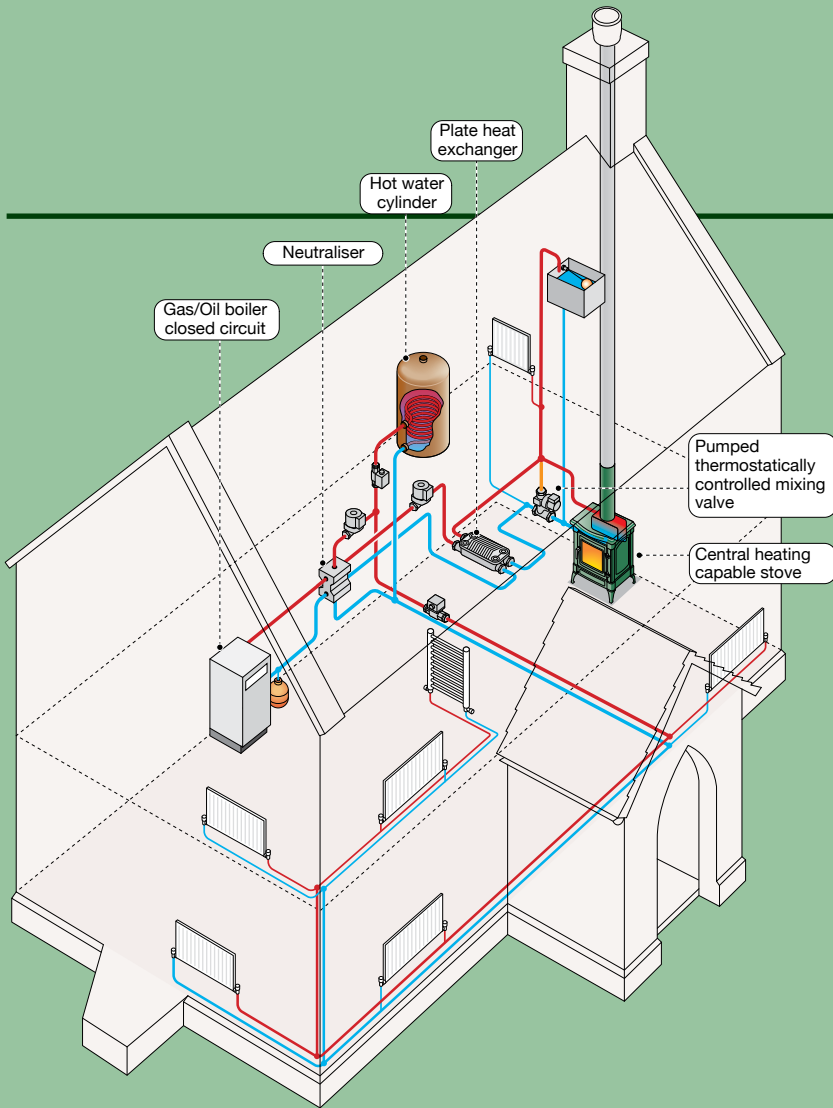 Plate heat
exchanger
Hot water
cylinder
Neutraliser
Gas/Oil boiler
closed circuit
Pumped
thermostatically
controlled mixing
valve
Central heating
capable stove